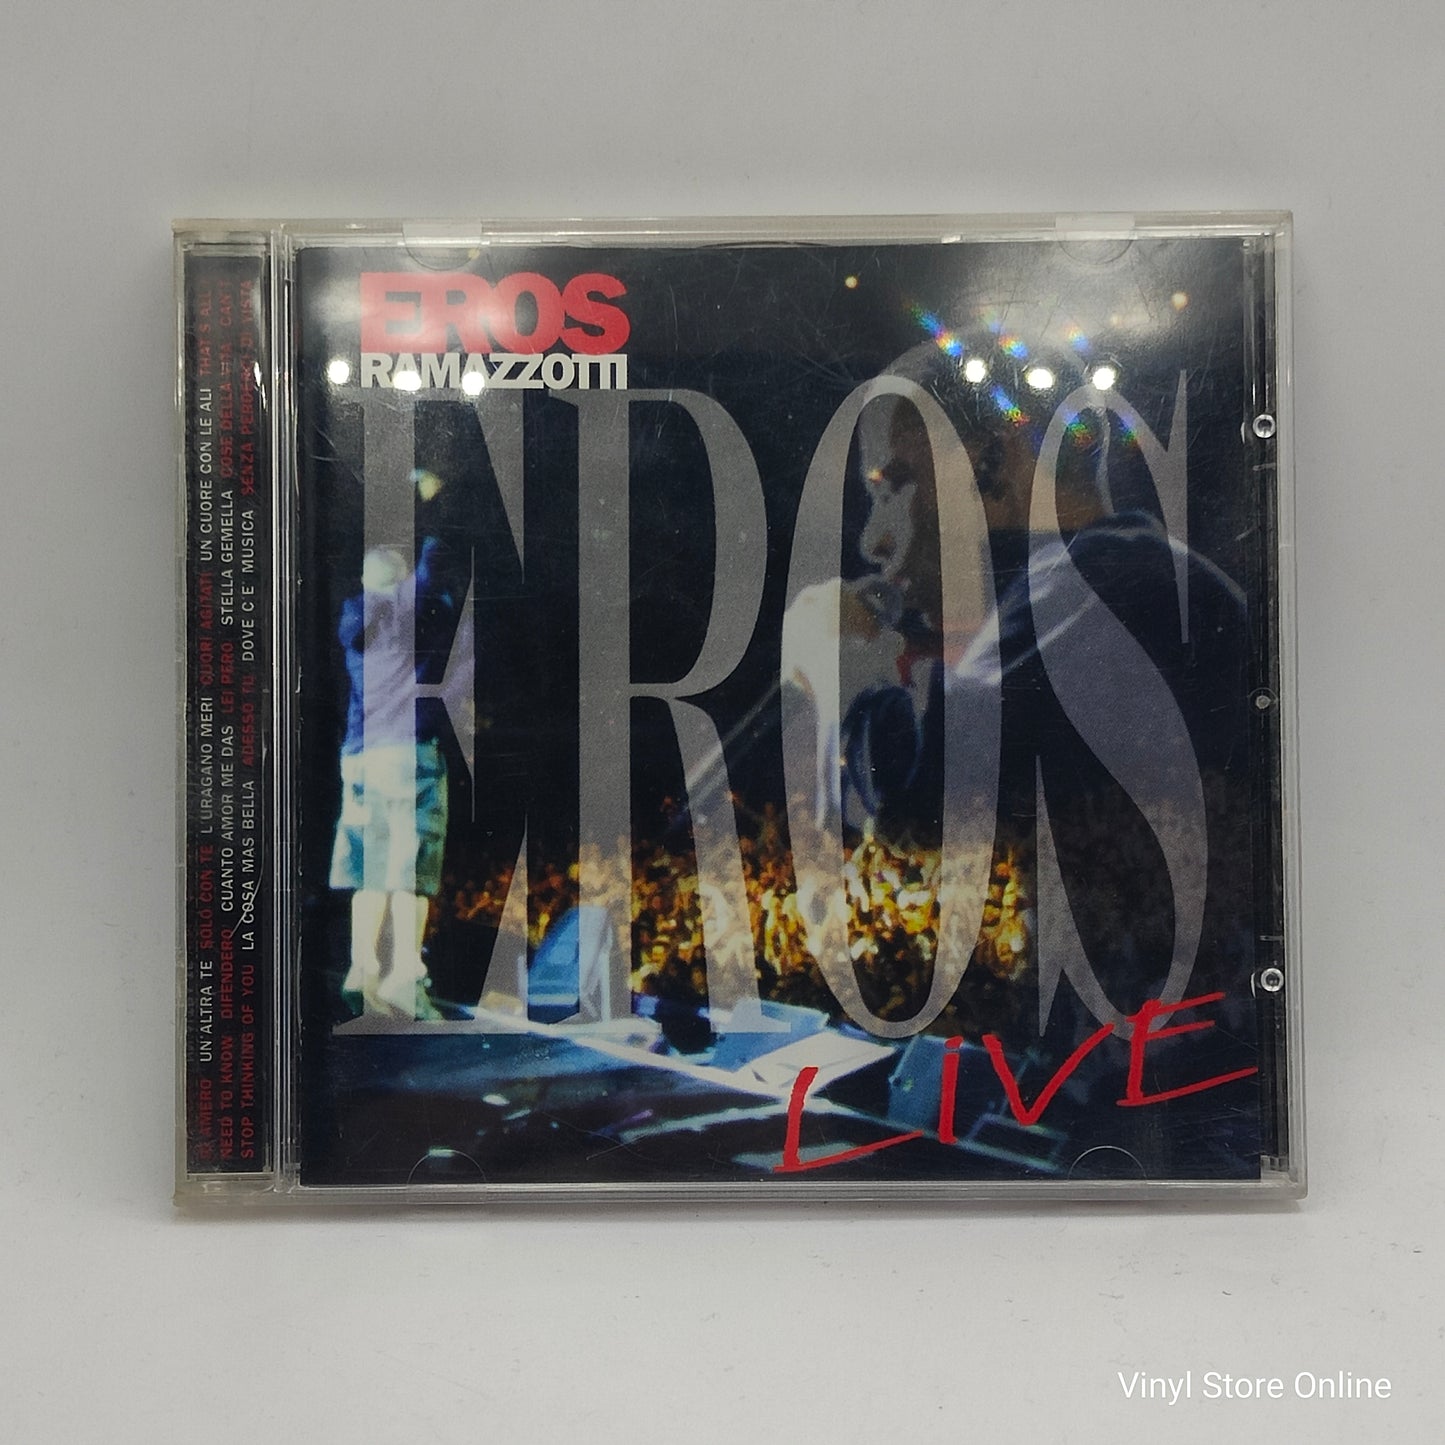 EROS
RAMAZZOTTI
EROS
LiVE
UN'ALTRA TE SOLO CON TE L'URAGANO MERI CUORI AGITATI UN CUORE CON LE ALI THAT'S ALL I
NEED TO KNOW DIFENDERO' CUANTO AMOR ME DAS LEI PERO' STELLA GEMELLA COSE DELLA VITA CAN'T
STOP THINKING OF YOU LA COSA MAS BELLA ADESSO TU DOVE C'E' MUSICA SENZA PERDERCI DI VISTA
Vinyl Store Online